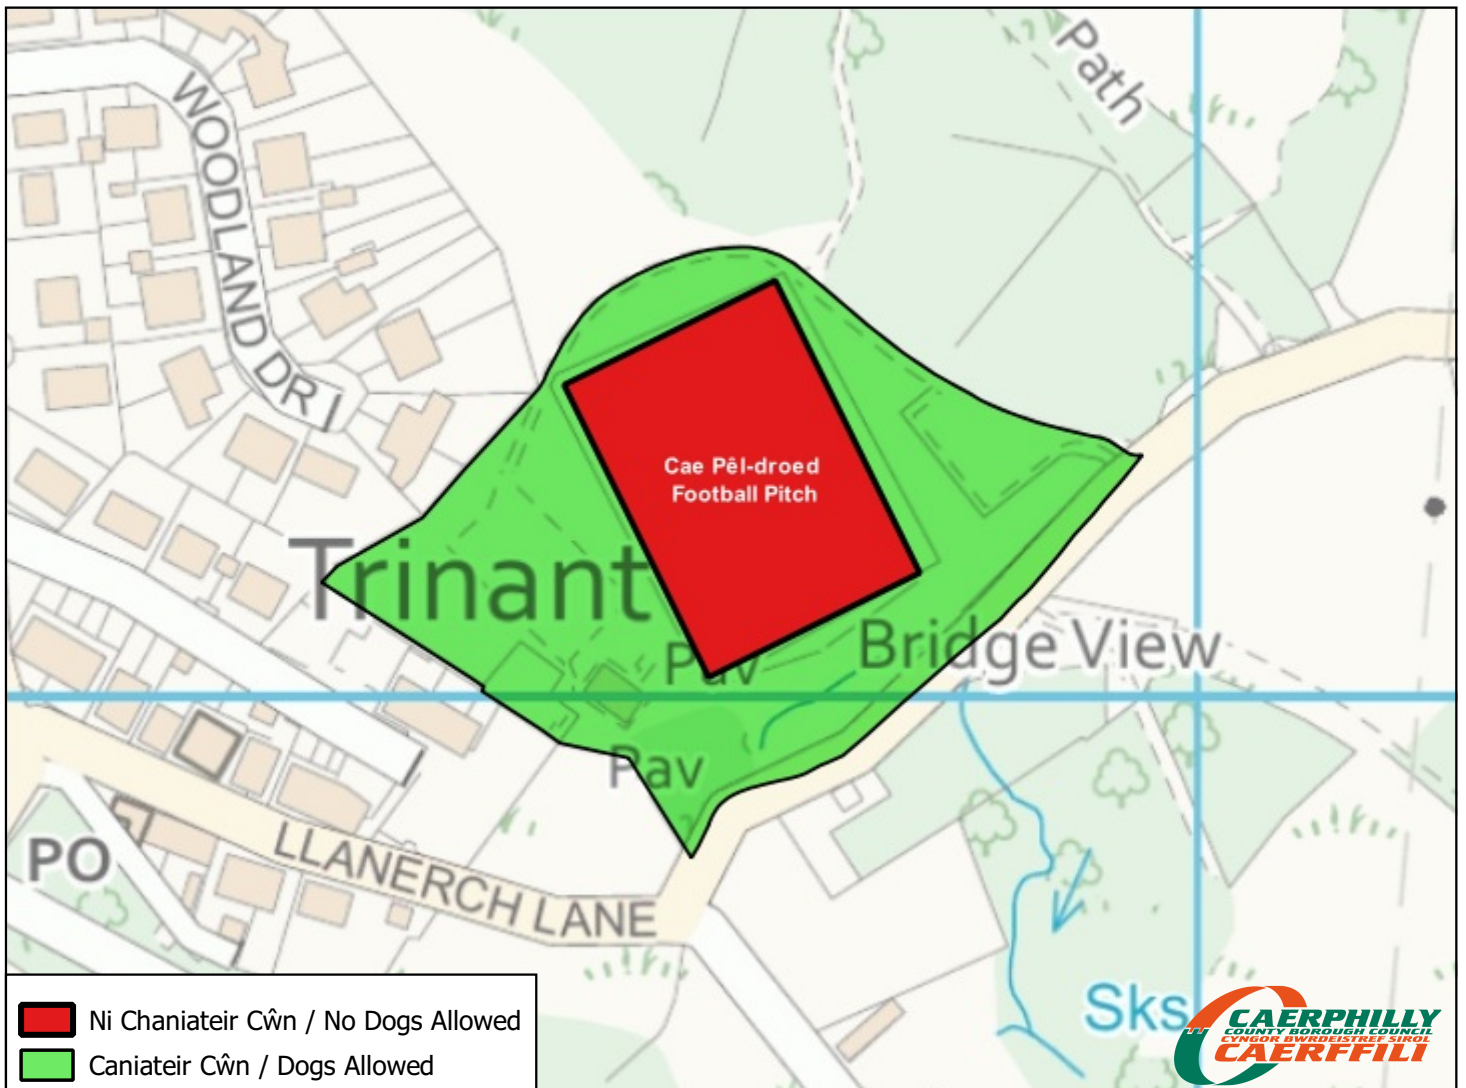 Path
WOODLAND DR
Cae Pêl-droed
Football Pitch
Trinant
Bridge View
Pav
Pav
PO
LLANERCH LANE
Sks
Ni Chaniateir Cŵn / No Dogs Allowed
Caniateir Cŵn / Dogs Allowed
CAERPHILLY
COUNTY BOROUGH COUNCIL
CYNGOR BWRDEISTREF SIROL
CAERFFILI